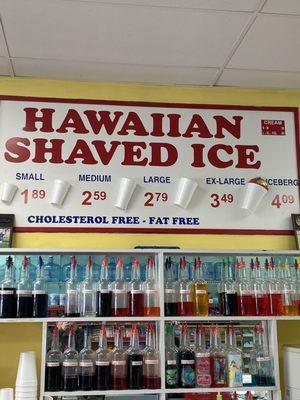 HAWAIIAN
SHAVED ICE
CREAM
SMALL MEDIUM LARGE EX-LARGE ICEBERG
1.89 2.59 2.79 3.49 4.09
CHOLESTEROL FREE - FAT FREE